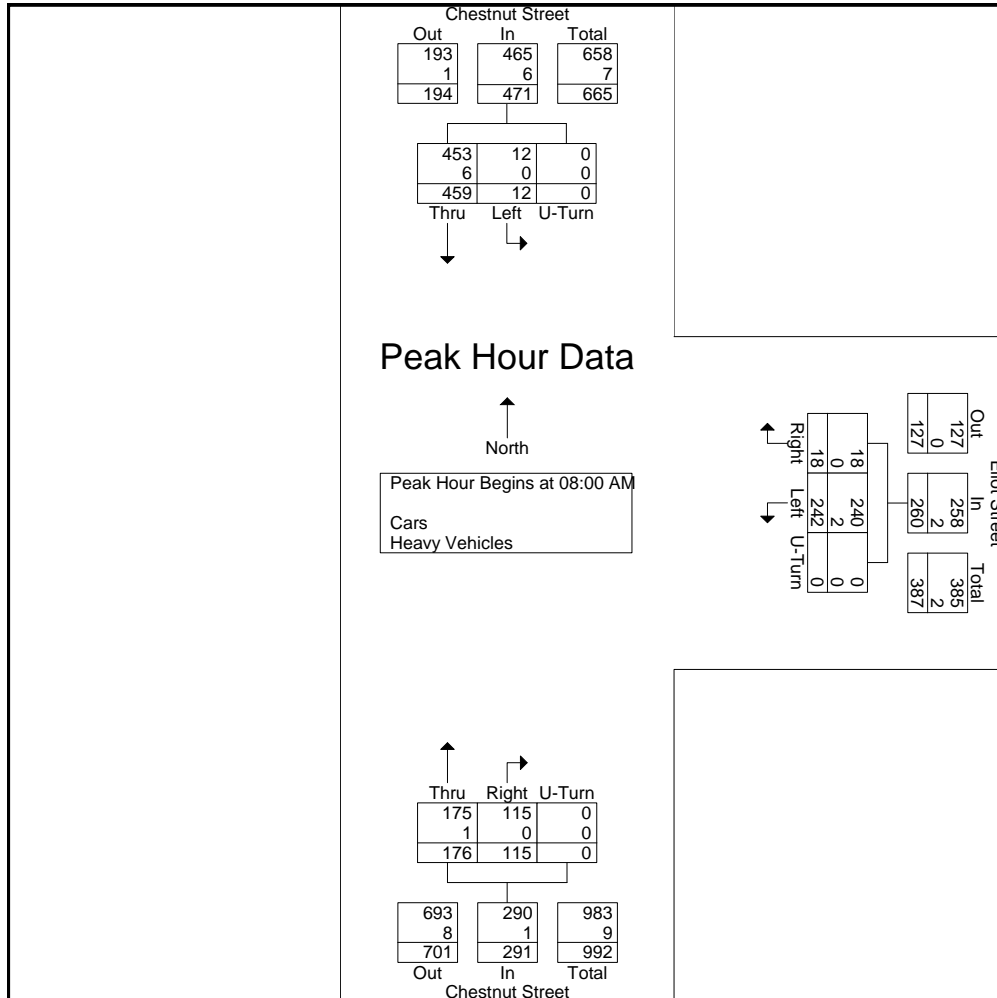 Chestnut Street
Out In Total
193 465 658
1 6 7
194 471 665
453 12 0
6 0 0
459 12 0
Thru Left U-Turn
Peak Hour Data
North
Peak Hour Begins at 08:00 AM
Cars
Heavy Vehicles
Out In Total
127 258 385
0 2 2
127 260 387
18 240 0
0 2 0
18 242 0
Right Left U-Turn
Street
Thru Right U-Turn
175 115 0
1 0 0
176 115 0
693 290 983
8 1 9
701 291 992
Out In Total
Chestnut Street